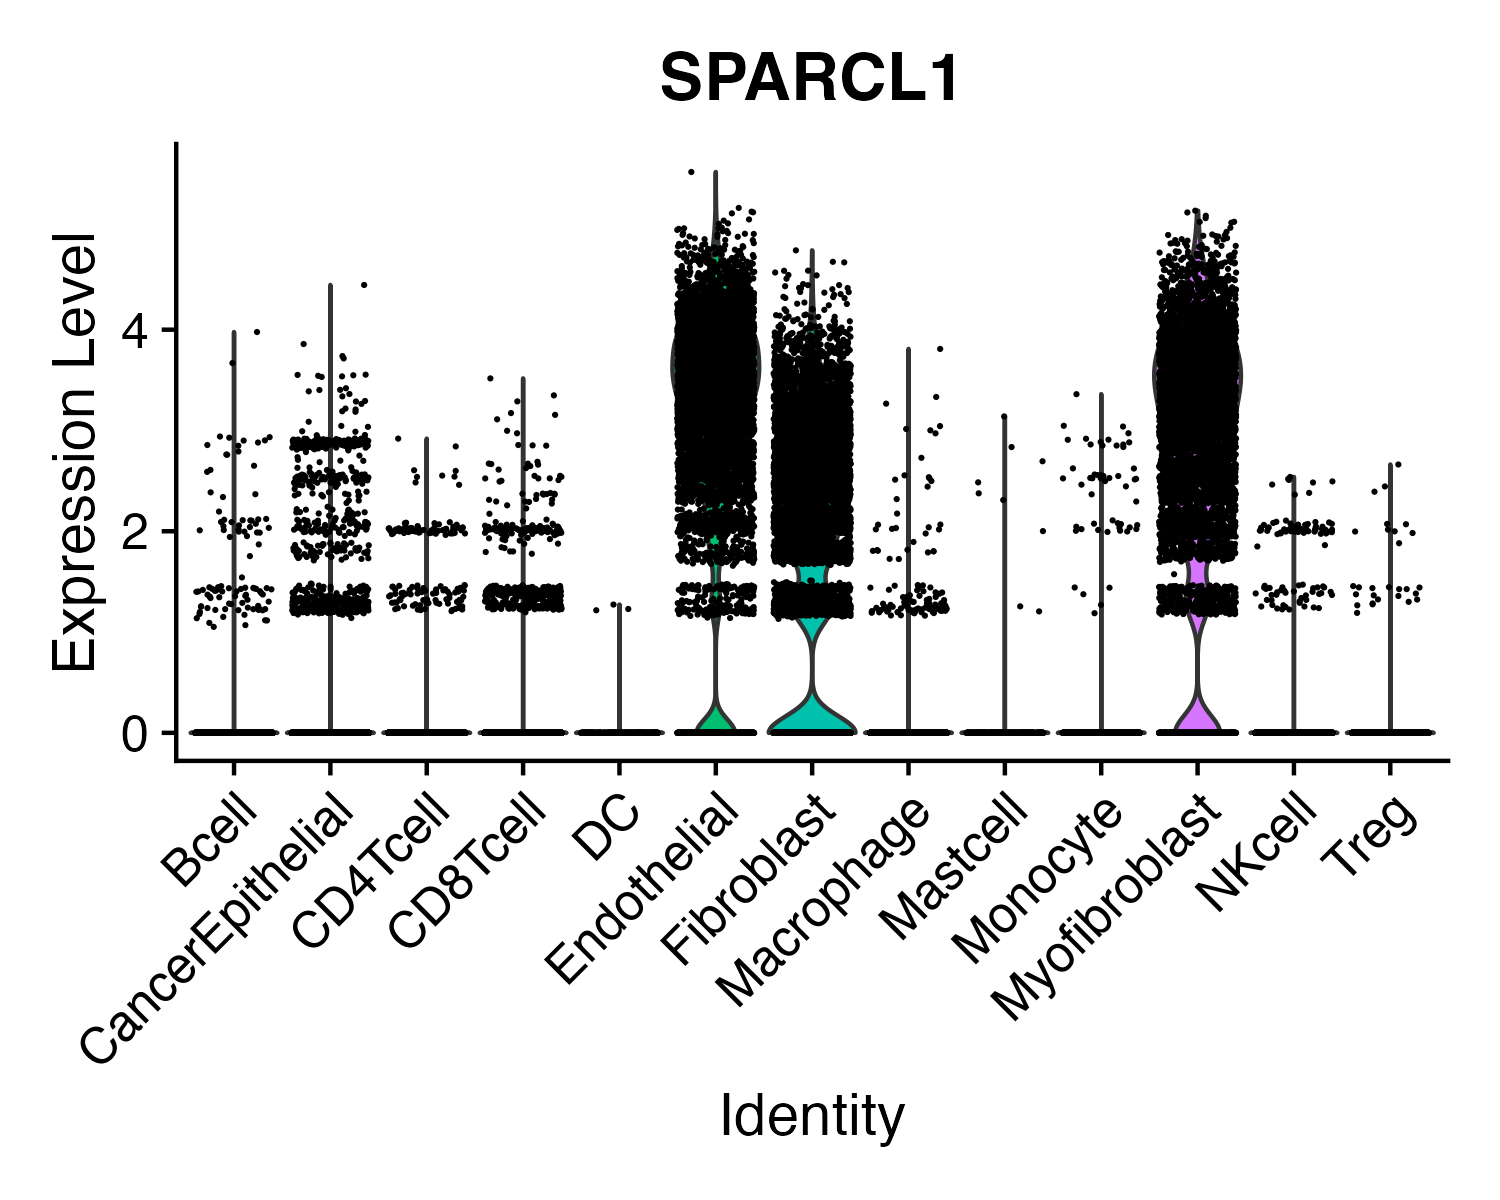 SPARCL1
Expression Level
4
2
0
Bcell
CancerEpithelial
CD4Tcell
CD8Tcell
DC
Endothelial
Fibroblast
Macrophage
Mastcell
Monocyte
Myofibroblast
NKcell
Treg
Identity